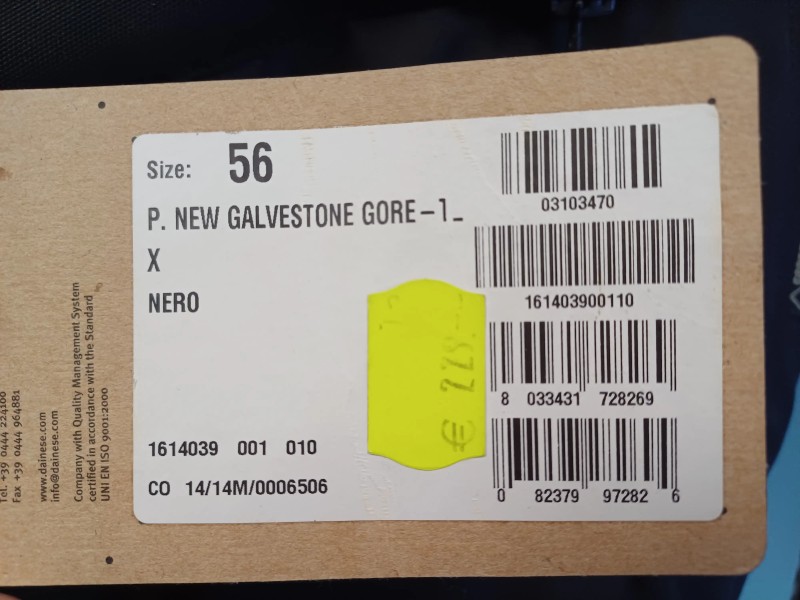 Size: 56
P. NEW GALVESTONE GORE-1_
X
NERO
1614039 001 010
CO 14/14M/0006506
03103470
161403900110
8 033431 728269
0 82379 97282 6
€ 228.-
Tel. +39 0444 224100
Fax +39 0444 964881
www.dainese.com
info@dainese.com
Company with Quality Management System
certified in accordance with the Standard
UNI EN ISO 9001:2000